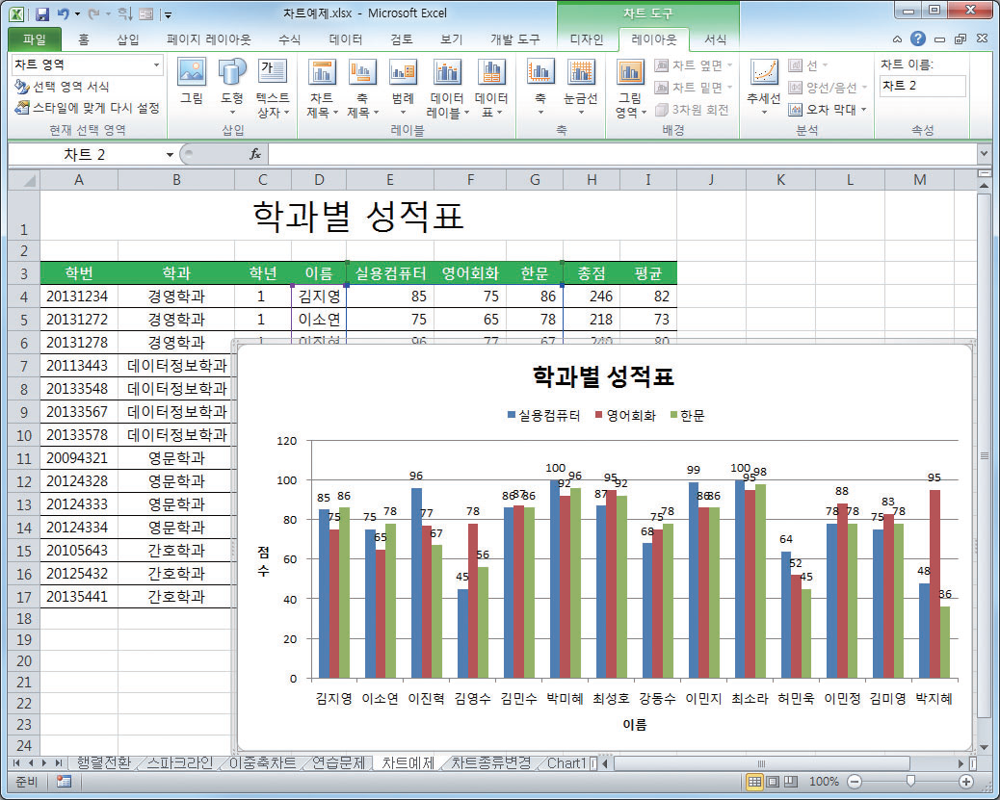 차트예제.xlsx - Microsoft Excel
차트 도구
파일 홈 삽입 페이지 레이아웃 수식 데이터 검토 보기 개발 도구 디자인 레이아웃 서식
차트 영역
선택 영역 서식
스타일에 맞게 다시 설정
현재 선택 영역
그림 도형 텍스트 상자
삽입
차트 제목 축 제목 범례 데이터 레이블 데이터 표
레이블
축 눈금선
축
그림 영역 차트 옆면 차트 밑면 3차원 회전
배경
추세선 선 양선/음선 오차 막대
분석
차트 이름:
차트 2
속성
차트 2 fx
A B C D E F G H I J K L M
1 학과별 성적표
2
3 학번 학과 학년 이름 실용컴퓨터 영어회화 한문 총점 평균
4 20131234 경영학과 1 김지영 85 75 86 246 82
5 20131272 경영학과 1 이소연 75 65 78 218 73
6 20131278 경영학과 1 이진혁 96 77 67 240 80
7 20113443 데이터정보학과
8 20133548 데이터정보학과
9 20133567 데이터정보학과
10 20133578 데이터정보학과
11 20094321 영문학과
12 20124328 영문학과
13 20124333 영문학과
14 20124334 영문학과
15 20105643 간호학과
16 20125432 간호학과
17 20135441 간호학과
18
19
20
21
22
23
24
학과별 성적표
실용컴퓨터 영어회화 한문
120
100
80
60
40
20
0
점수
85 75 86
75 65 78
96 77 67
45 78 56
86 87 86
100 92 96
87 95 92
68 75 78
99 86 86
100 95 98
64 52 45
78 88 78
75 83 78
48 95 36
김지영 이소연 이진혁 김영수 김민수 박미혜 최성호 강동수 이민지 최소라 허민욱 이민정 김미영 박지혜
이름
행렬전환 스파크라인 이중축차트 연습문제 차트예제 차트종류변경 Chart1
준비 100%